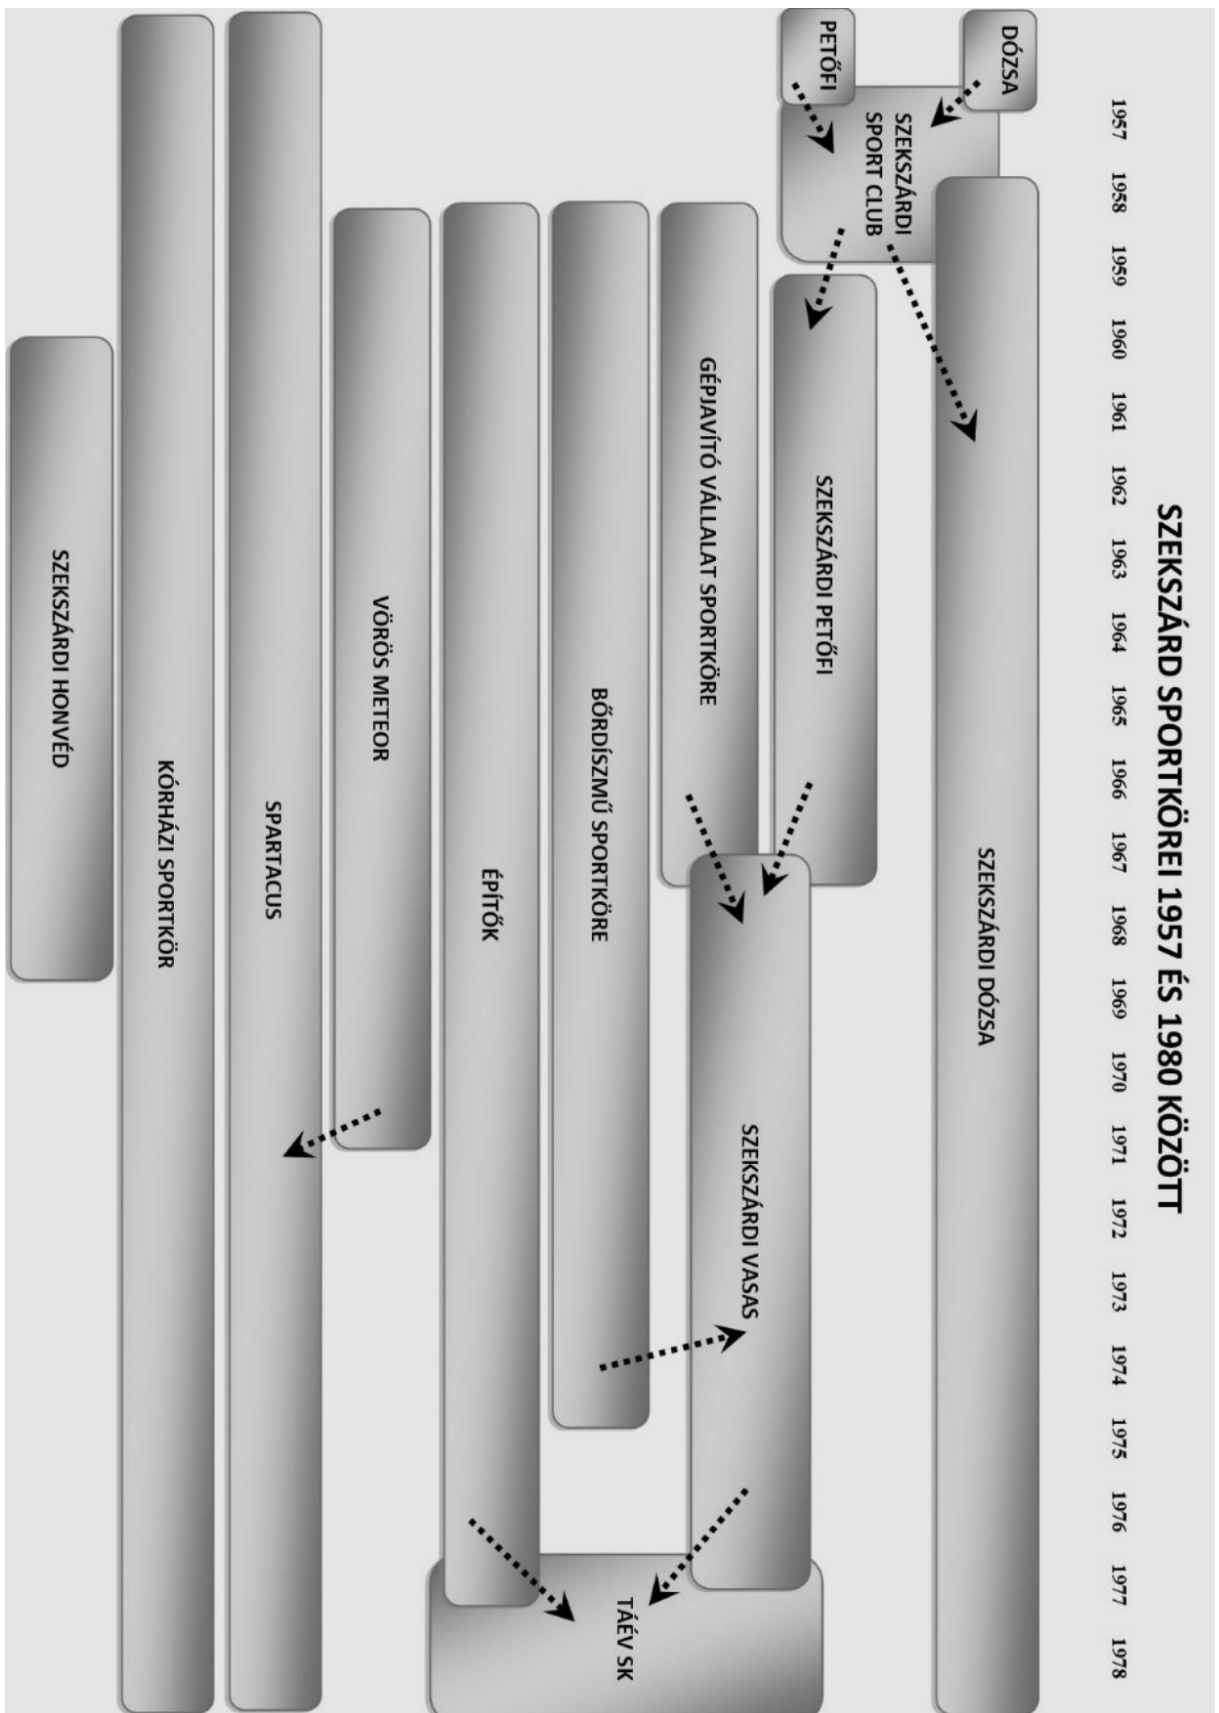 SZEKSZÁRD SPORTKÖREI 1957 ÉS 1980 KÖZÖTT
1957 1958 1959 1960 1961 1962 1963 1964 1965 1966 1967 1968 1969 1970 1971 1972 1973 1974 1975 1976 1977 1978
DÓZSA
SZEKSZÁRDI DÓZSA
PETŐFI
SZEKSZÁRDI
SPORT CLUB
SZEKSZÁRDI PETŐFI
SZEKSZÁRDI VASAS
GÉPJAVÍTÓ VÁLLALAT SPORTKÖRE
TÁÉV SK
BŐRDÍSZMŰ SPORTKÖRE
ÉPÍTŐK
VÖRÖS METEOR
SPARTACUS
KÓRHÁZI SPORTKÖR
SZEKSZÁRDI HONVÉD